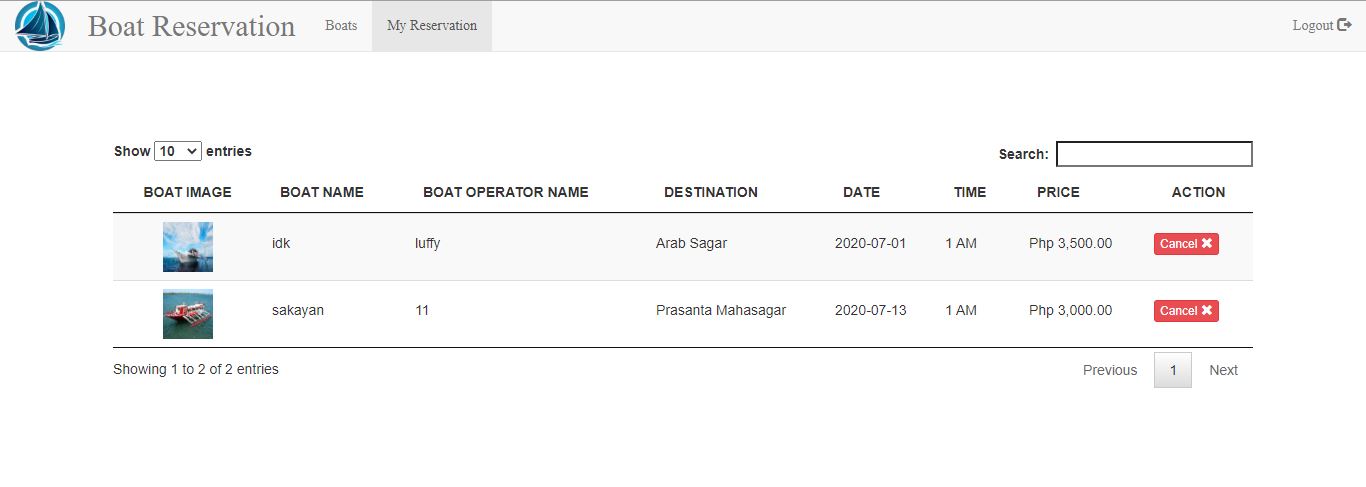 Boat Reservation Boats My Reservation Logout
Show 10 entries Search:
BOAT IMAGE BOAT NAME BOAT OPERATOR NAME DESTINATION DATE TIME PRICE ACTION
idk luffy Arab Sagar 2020-07-01 1 AM Php 3,500.00 Cancel
sakayan 11 Prasanta Mahasagar 2020-07-13 1 AM Php 3,000.00 Cancel
Showing 1 to 2 of 2 entries Previous 1 Next